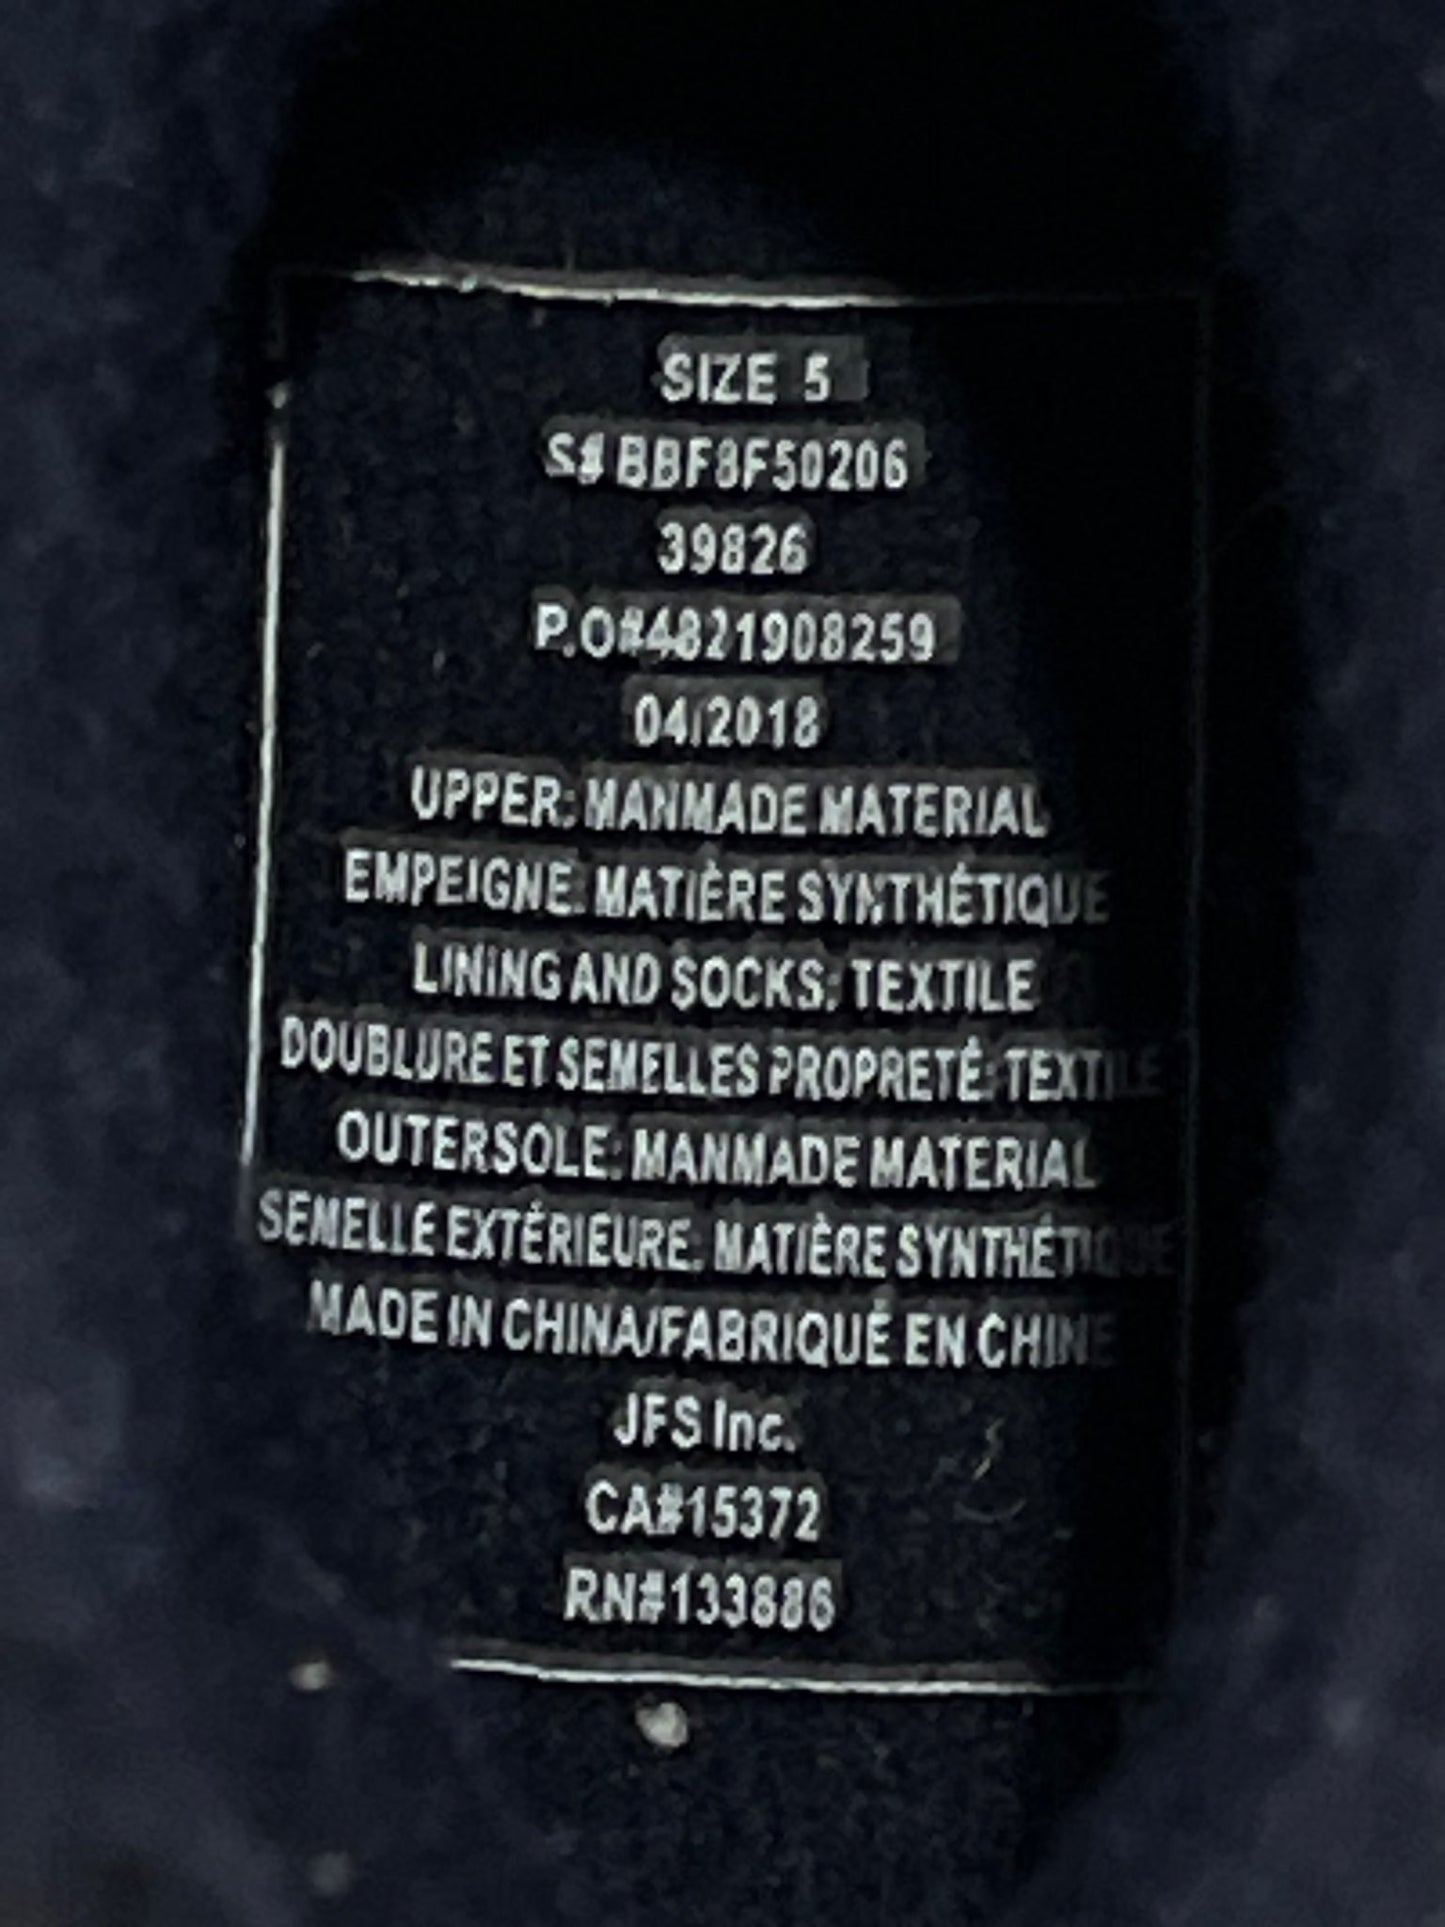 SIZE 5
S# BBF8F50206
39826
P.O#4821908259
04/2018
UPPER: MANMADE MATERIAL
EMPEIGNE: MATIÈRE SYNTHÉTIQUE
LINING AND SOCKS: TEXTILE
DOUBLURE ET SEMELLES PROPRETÉ: TEXTILE
OUTERSOLE: MANMADE MATERIAL
SEMELLE EXTÉRIEURE: MATIÈRE SYNTHÉTIQUE
MADE IN CHINA/FABRIQUÉ EN CHINE
JFS Inc.
CA#15372
RN#133886